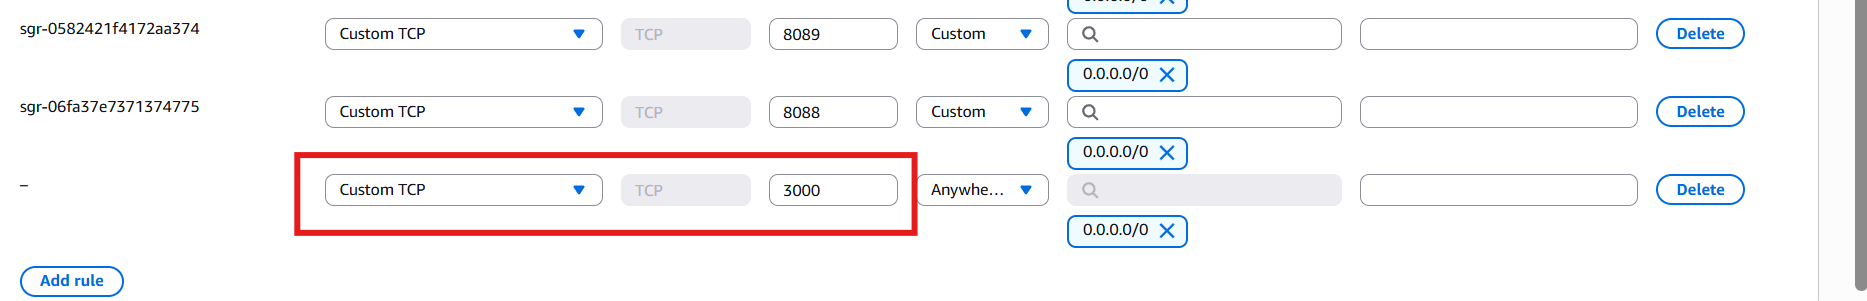 sgr-0582421f4172aa374 Custom TCP TCP 8089 Custom Delete
0.0.0.0/0
sgr-06fa37e7371374775 Custom TCP TCP 8088 Custom Delete
0.0.0.0/0
– Custom TCP TCP 3000 Anywhe... Delete
0.0.0.0/0
Add rule